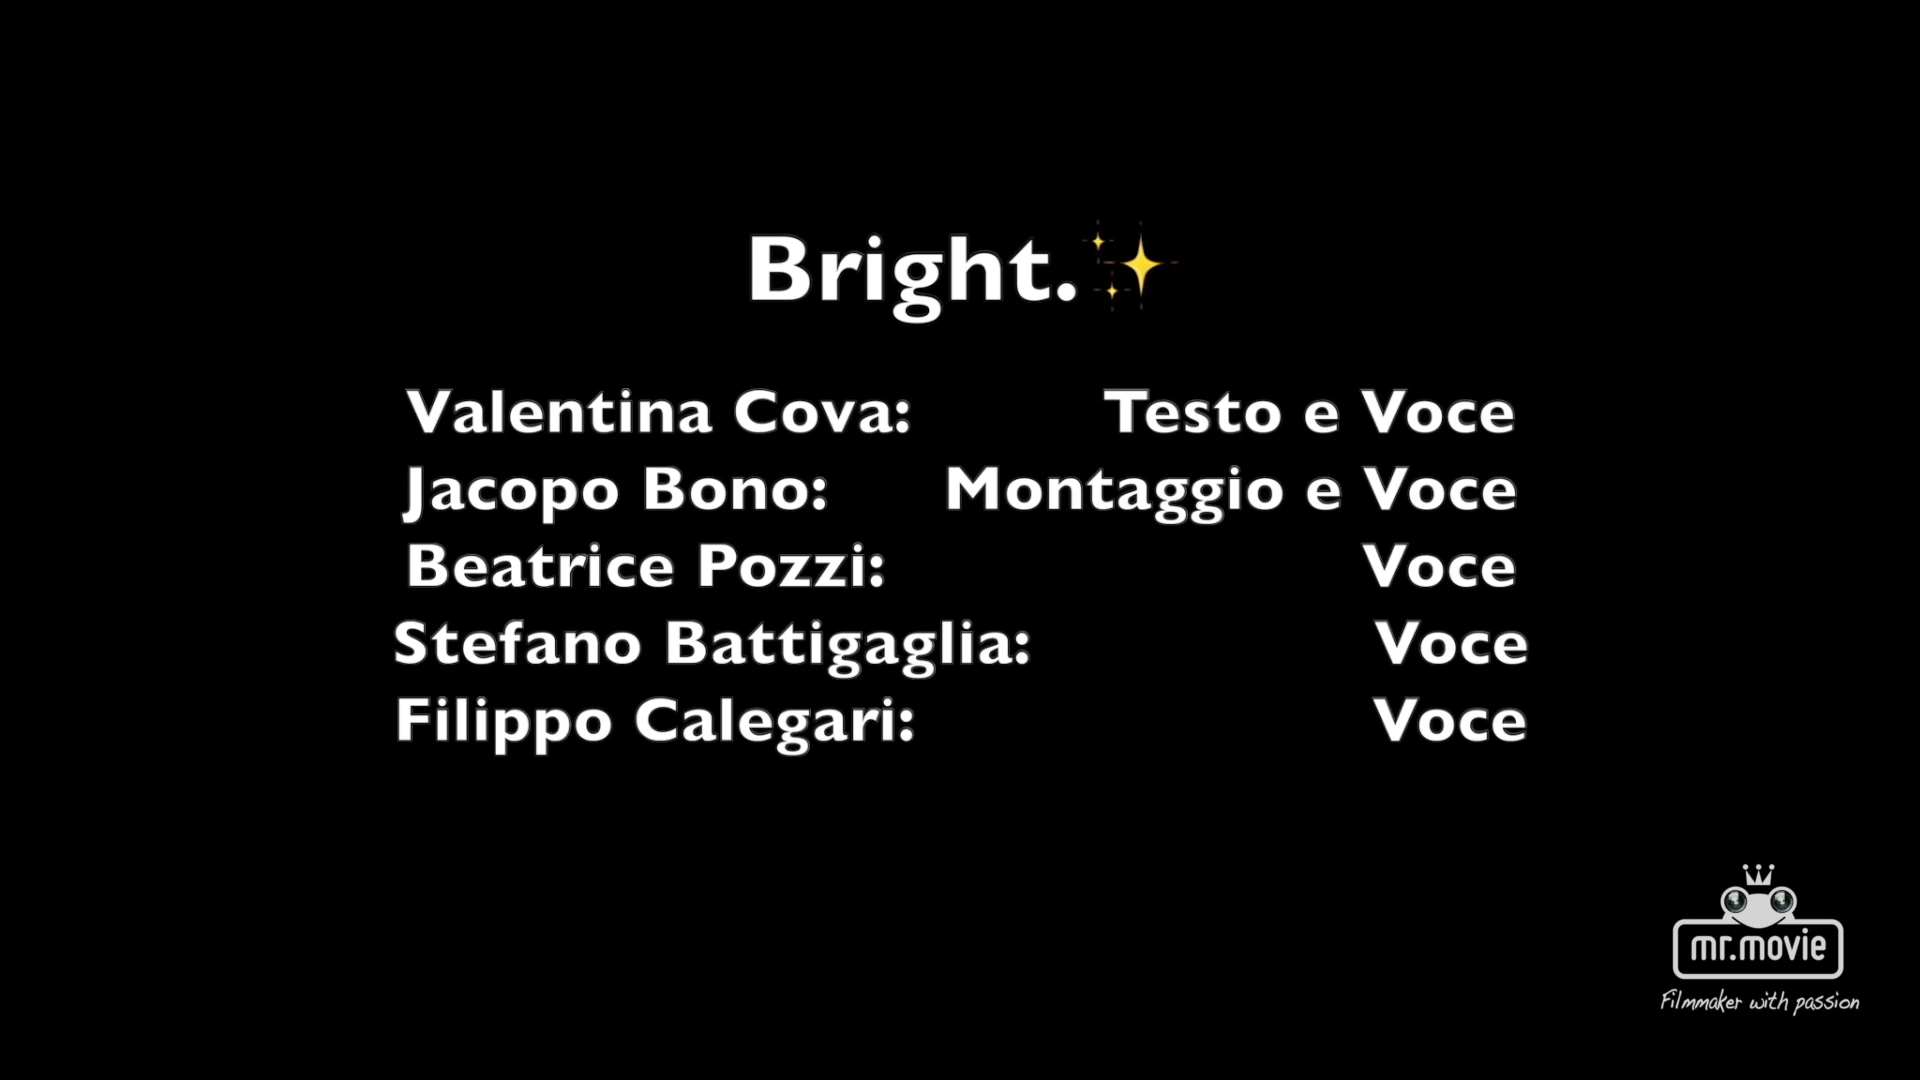 Bright.✨
Valentina Cova: Testo e Voce
Jacopo Bono: Montaggio e Voce
Beatrice Pozzi: Voce
Stefano Battigaglia: Voce
Filippo Calegari: Voce
mr.movie
Filmmaker with passion